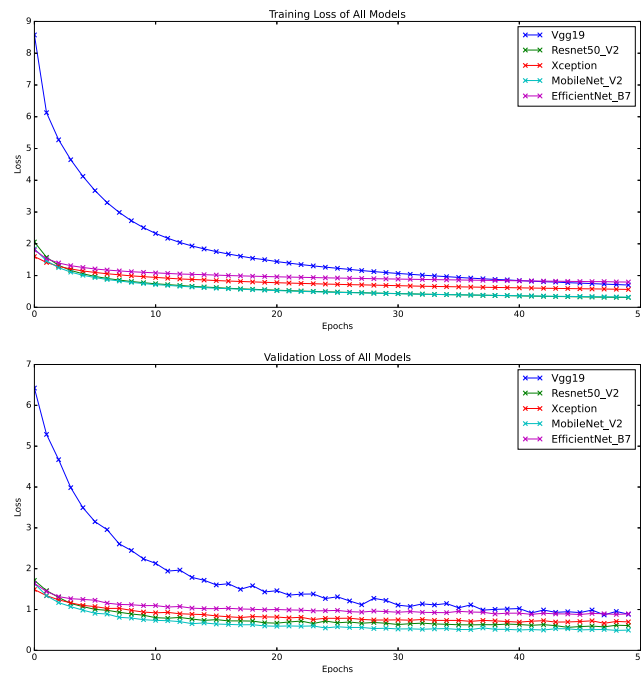 Training Loss of All Models
9
8
7
6
5
4
3
2
1
0
Loss
Vgg19
Resnet50_V2
Xception
MobileNet_V2
EfficientNet_B7
0 10 20 30 40 5
Epochs
Validation Loss of All Models
7
6
5
4
3
2
1
0
Loss
Vgg19
Resnet50_V2
Xception
MobileNet_V2
EfficientNet_B7
0 10 20 30 40 5
Epochs